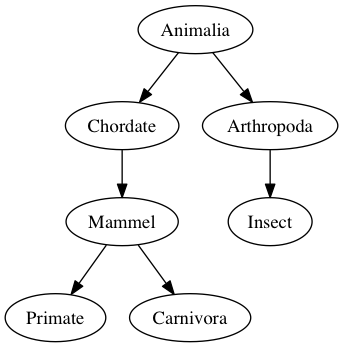 Animalia
Chordate
Arthropoda
Mammel
Insect
Primate
Carnivora